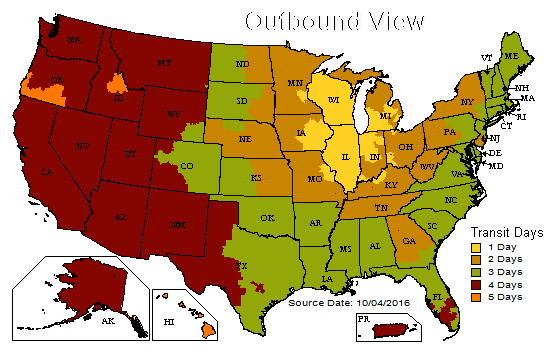 Outbound View
WA
MT
ND
MN
ME
VT
OR
ID
SD
WI
MI
NY
NH
MA
WY
IA
RI
CT
NE
PA
NJ
NV
UT
CO
IL
IN
OH
DE
MD
CA
KS
MO
KY
WV
VA
AZ
NM
OK
AR
TN
NC
SC
MS
AL
GA
TX
LA
FL
AK
HI
PR
Transit Days
1 Day
2 Days
3 Days
4 Days
5 Days
Source Date: 10/04/2016